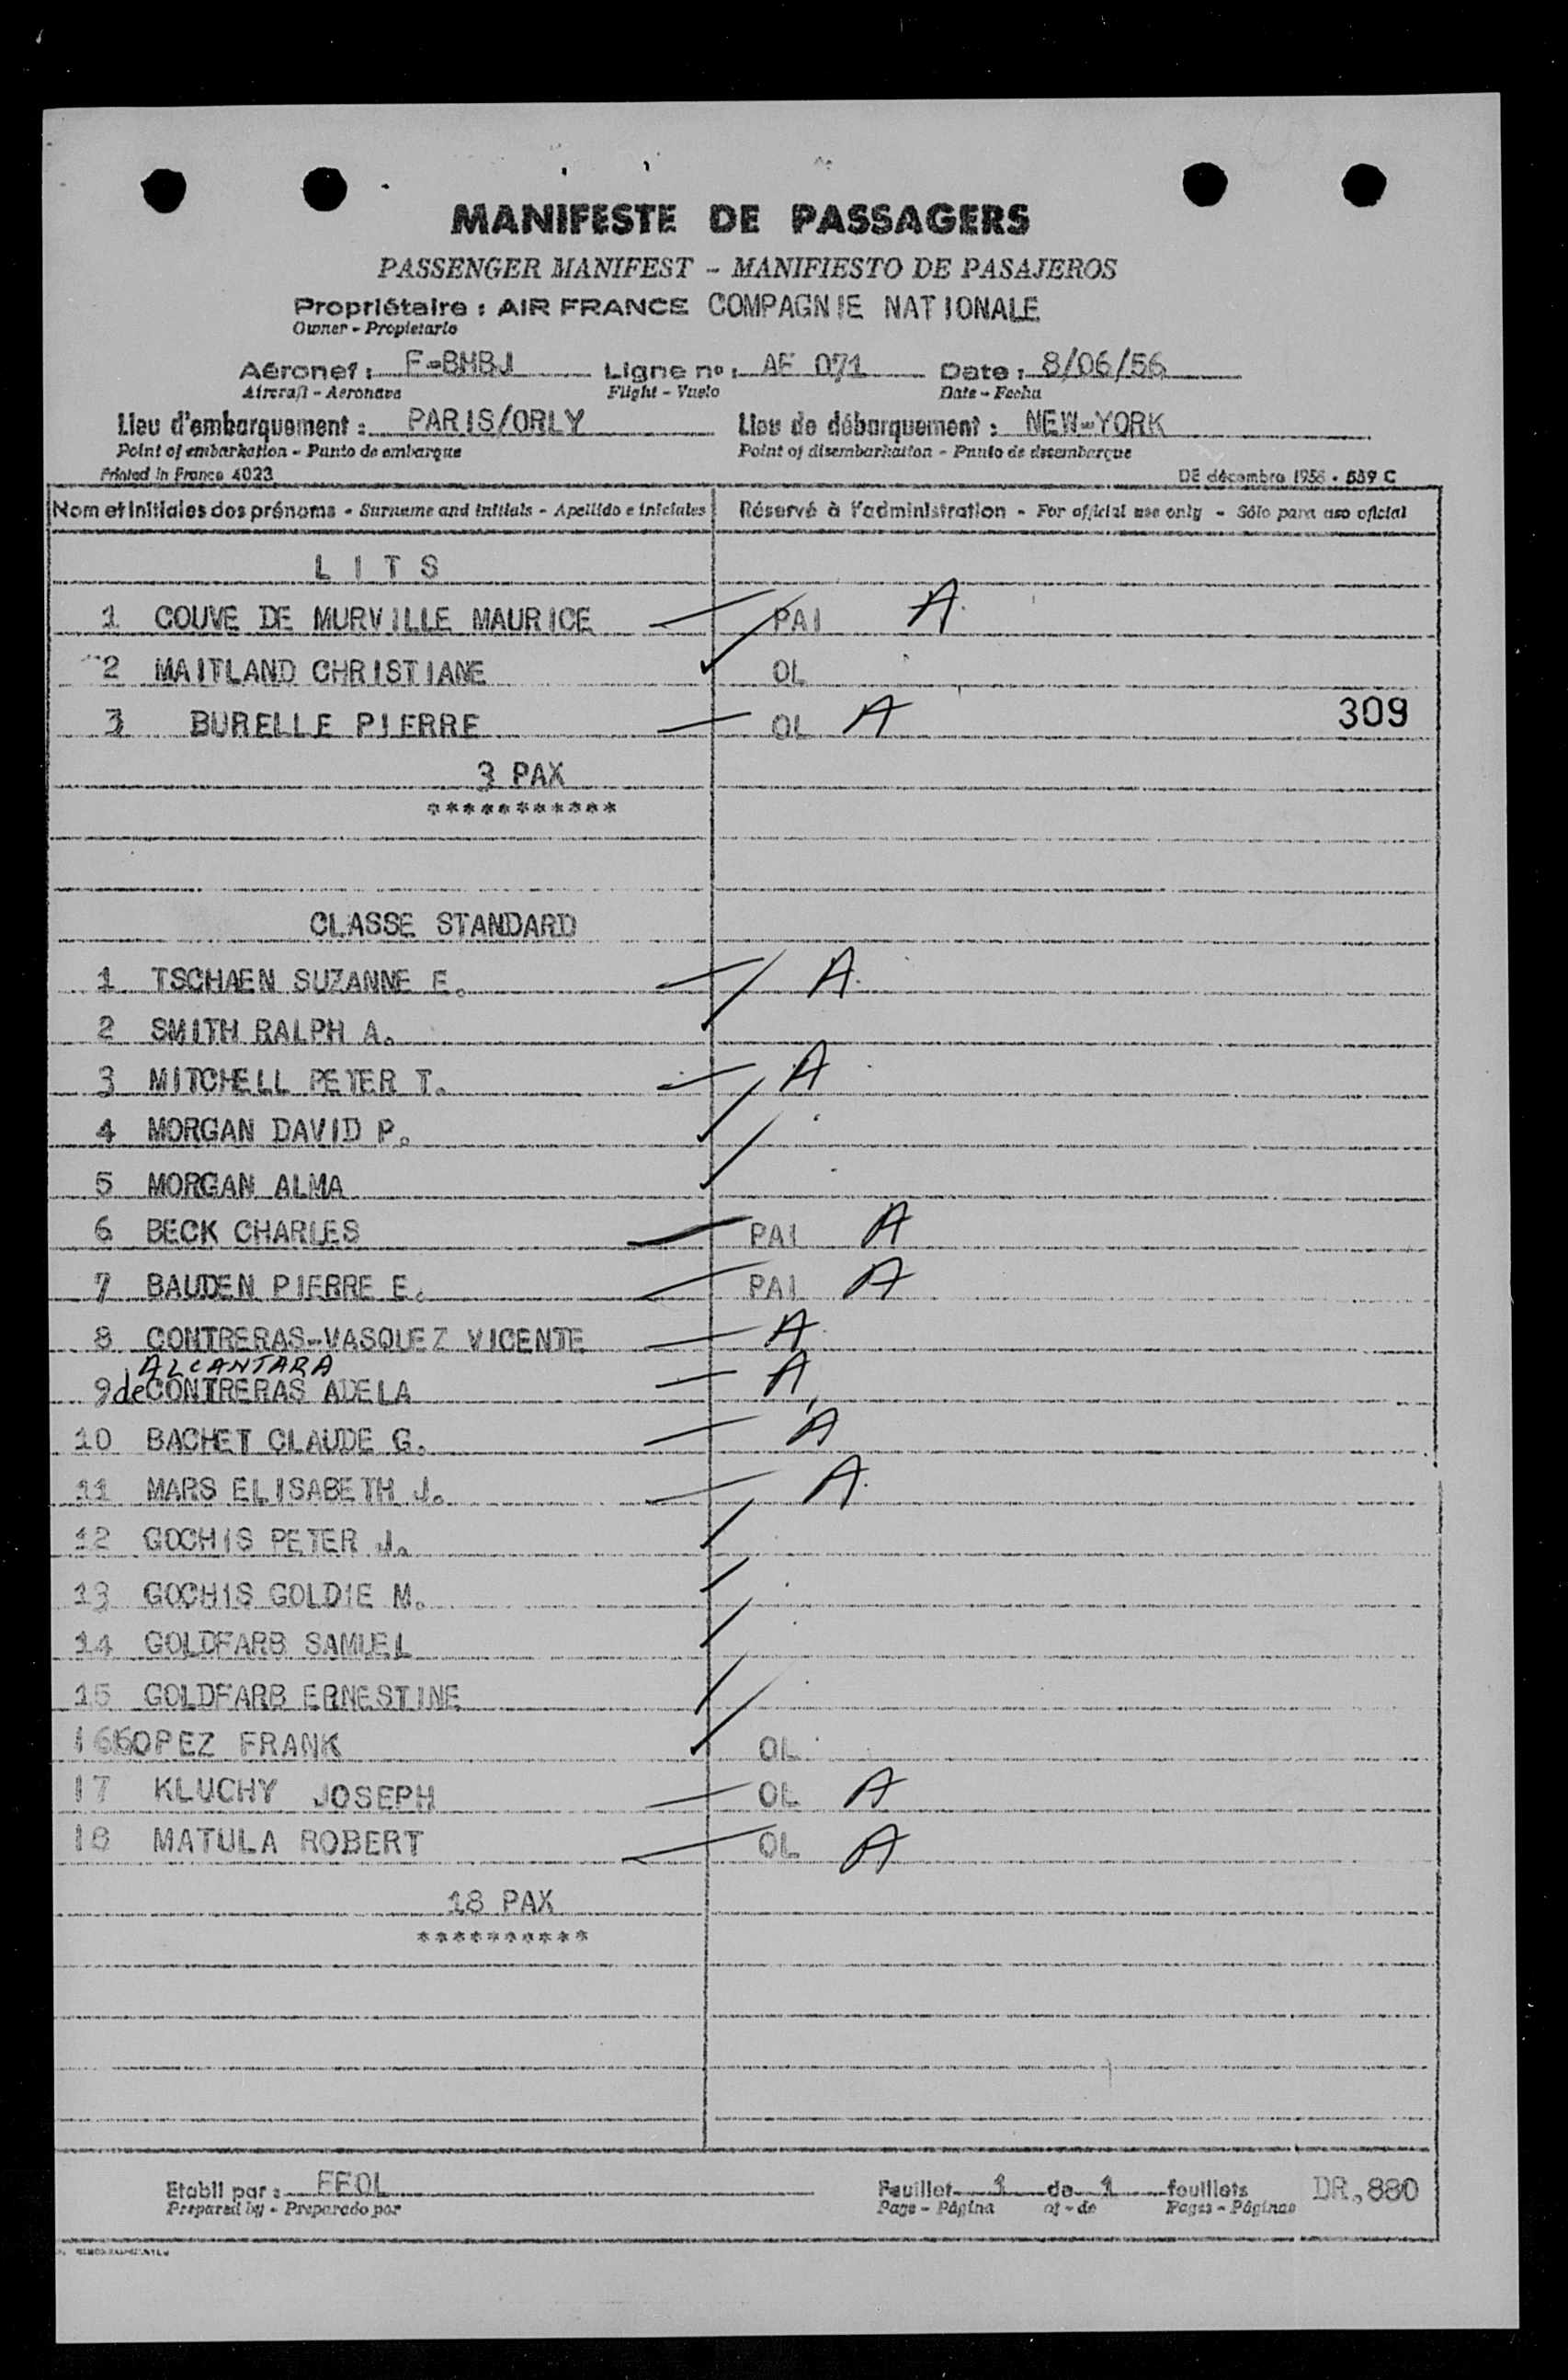 MANIFESTE DE PASSAGERS
PASSENGER MANIFEST - MANIFIESTO DE PASAJEROS
Propriétaire : AIR FRANCE COMPAGNIE NATIONALE
Owner - Propietario
Aéronef : F-BHBJ Ligne nº : AF 071 Date : 8/06/56
Aircraft - Aeronave Flight - Vuelo Date - Fecha
Lieu d'embarquement : PARIS/ORLY Lieu de débarquement : NEW-YORK
Point of embarkation - Punto de embarque Point of disembarkation - Punto de desembarque
Printed in France 4023 DE décembre 1955 - 539 C
Nom et initiales des prénoms - Surname and initials - Apellido e iniciales Réservé à l'administration - For official use only - Sólo para uso oficial
L I T S
1 COUVE DE MURVILLE MAURICE PAI A
2 MAITLAND CHRISTIANE OL
3 BURELLE PIERRE OL A 309
3 PAX
***********
CLASSE STANDARD
1 TSCHAEN SUZANNE E. A
2 SMITH RALPH A.
3 MITCHELL PETER T. A
4 MORGAN DAVID P.
5 MORGAN ALMA
6 BECK CHARLES PAI A
7 BAUDEN PIERRE E. PAI A
8 CONTRERAS-VASQUEZ VICENTE A
ALCANTARA
9 de CONTRERAS ADELA A
10 BACHET CLAUDE G. A
11 MARS ELISABETH J. A
12 GOCHIS PETER J.
13 GOCHIS GOLDIE M.
14 GOLDFARB SAMUEL
15 GOLDFARB ERNESTINE
16 LOPEZ FRANK OL
17 KLUCHY JOSEPH OL A
18 MATULA ROBERT OL A
18 PAX
**********
Etabli par : FFOL Feuillet 1 de 1 feuillets DR.880
Prepared by - Preparado por Page - Página of - de Pages - Páginas